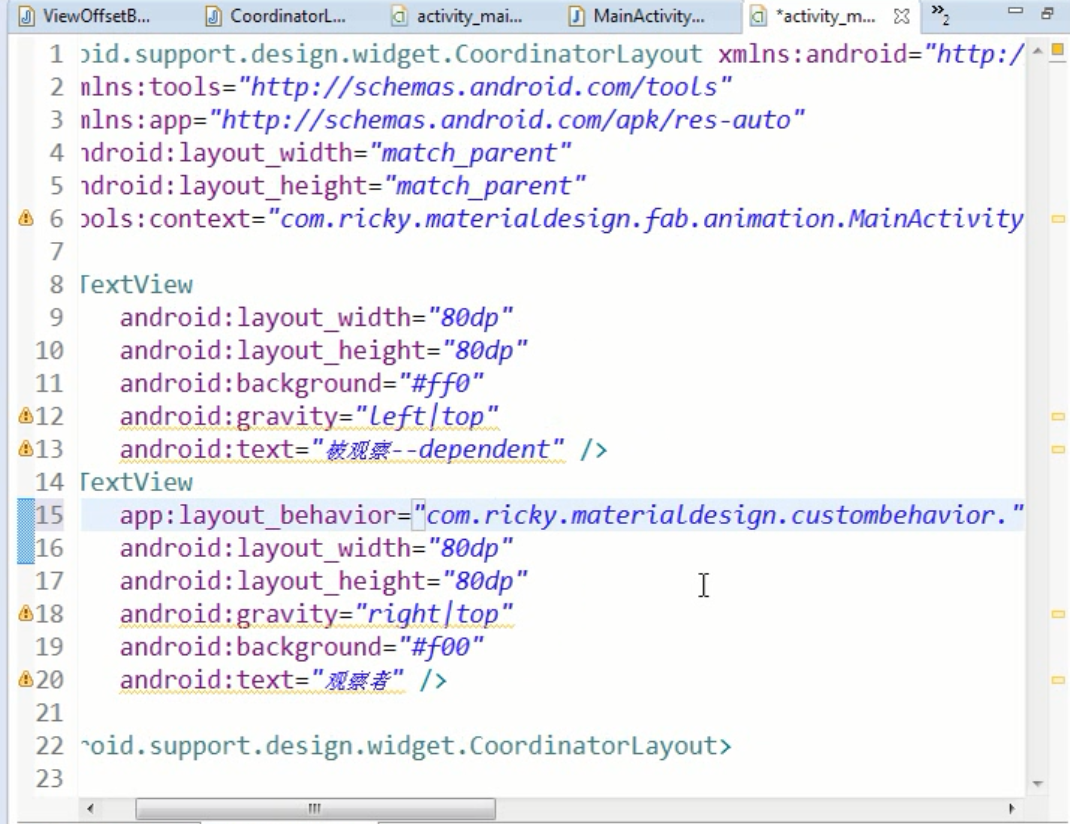 ViewOffsetB... CoordinatorL... activity_mai... MainActivity... *activity_m... »2
1 oid.support.design.widget.CoordinatorLayout xmlns:android="http:/
2 mlns:tools="http://schemas.android.com/tools"
3 mlns:app="http://schemas.android.com/apk/res-auto"
4 ndroid:layout_width="match_parent"
5 ndroid:layout_height="match_parent"
6 ools:context="com.ricky.materialdesign.fab.animation.MainActivity
7
8 TextView
9 android:layout_width="80dp"
10 android:layout_height="80dp"
11 android:background="#ff0"
12 android:gravity="left|top"
13 android:text="被观察--dependent" />
14 TextView
15 app:layout_behavior="com.ricky.materialdesign.custombehavior."
16 android:layout_width="80dp"
17 android:layout_height="80dp"
18 android:gravity="right|top"
19 android:background="#f00"
20 android:text="观察者" />
21
22 roid.support.design.widget.CoordinatorLayout>
23